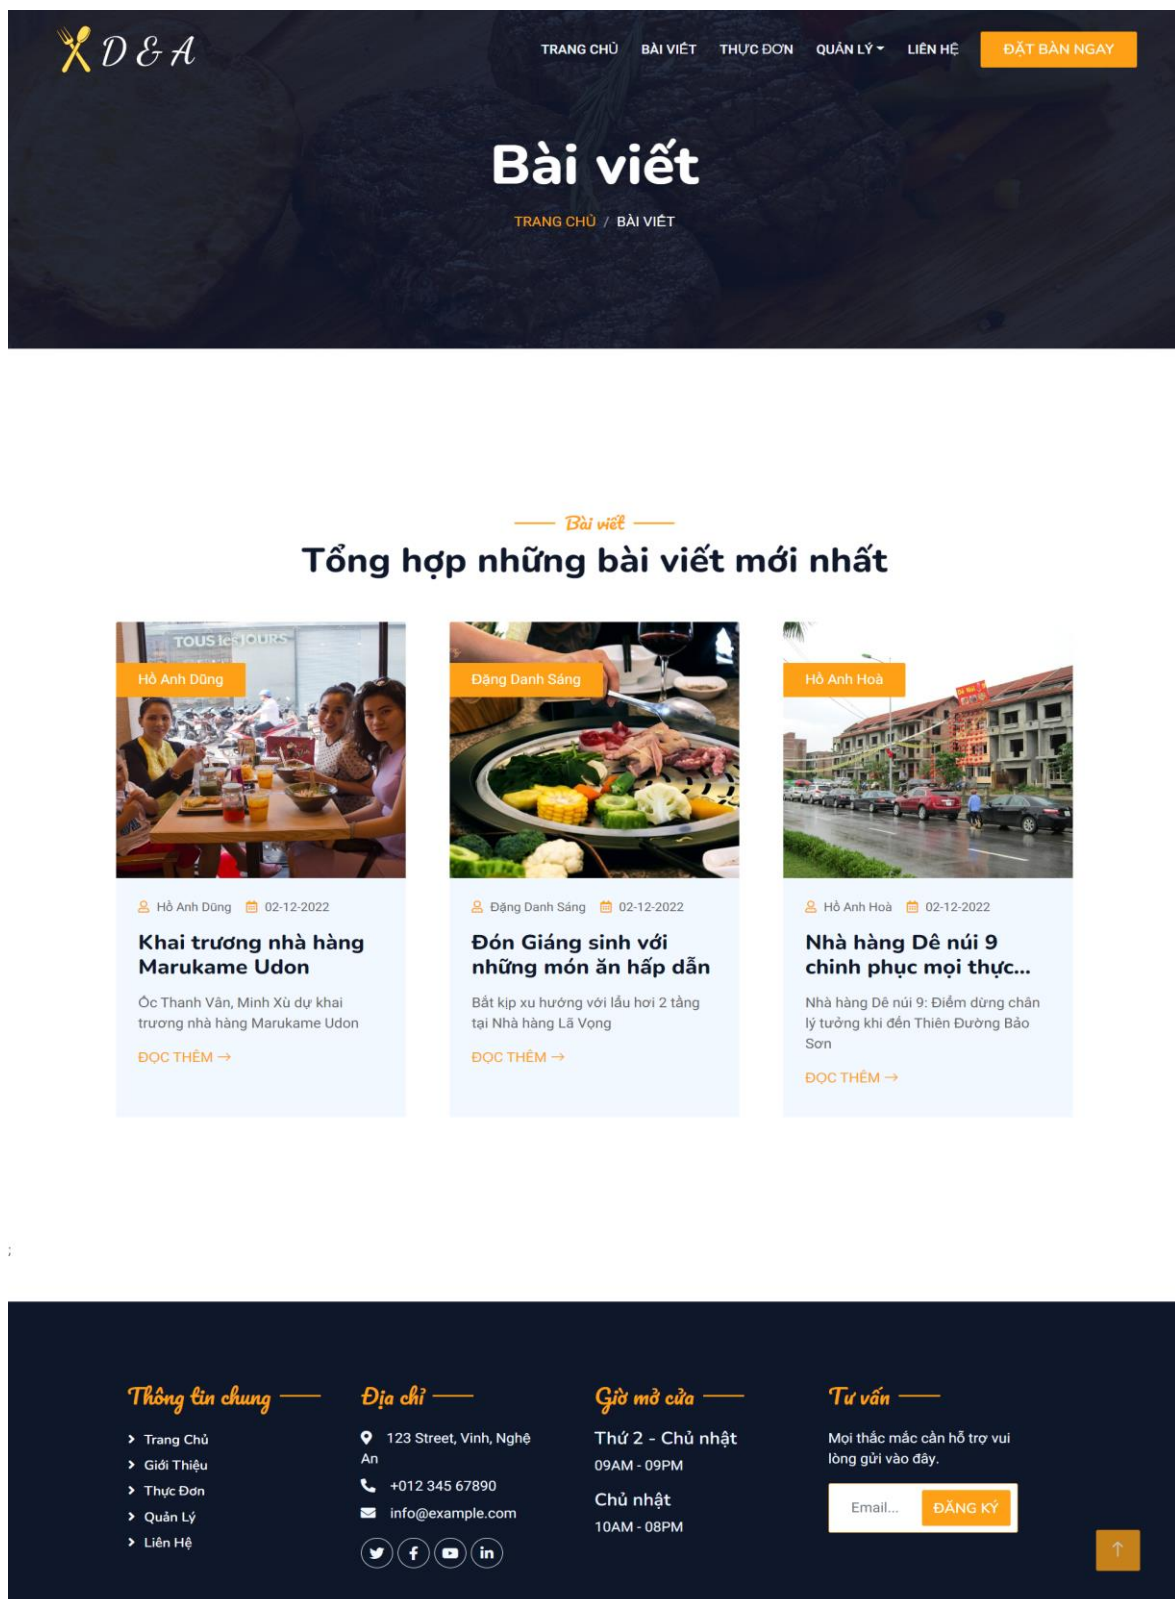 D & A
TRANG CHỦ BÀI VIẾT THỰC ĐƠN QUẢN LÝ LIÊN HỆ ĐẶT BÀN NGAY
Bài viết
TRANG CHỦ / BÀI VIẾT
Bài viết
Tổng hợp những bài viết mới nhất
TOUS les JOURS
Hồ Anh Dũng
Đặng Danh Sáng
Hồ Anh Hoà
Hồ Anh Dũng 02-12-2022
Khai trương nhà hàng
Marukame Udon
Ốc Thanh Vân, Minh Xù dự khai
trương nhà hàng Marukame Udon
ĐỌC THÊM →
Đặng Danh Sáng 02-12-2022
Đón Giáng sinh với
những món ăn hấp dẫn
Bắt kịp xu hướng với lẩu hơi 2 tầng
tại Nhà hàng Lã Vọng
ĐỌC THÊM →
Hồ Anh Hoà 02-12-2022
Nhà hàng Dê núi 9
chinh phục mọi thực...
Nhà hàng Dê núi 9: Điểm dừng chân
lý tưởng khi đến Thiên Đường Bảo
Sơn
ĐỌC THÊM →
;
Thông tin chung
Trang Chủ
Giới Thiệu
Thực Đơn
Quản Lý
Liên Hệ
Địa chỉ
123 Street, Vinh, Nghệ
An
+012 345 67890
info@example.com
Giờ mở cửa
Thứ 2 - Chủ nhật
09AM - 09PM
Chủ nhật
10AM - 08PM
Tư vấn
Mọi thắc mắc cần hỗ trợ vui
lòng gửi vào đây.
Email... ĐĂNG KÝ